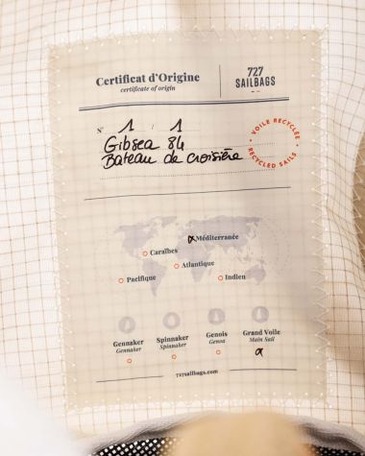 Certificat d'Origine
certificate of origin
727
SAILBAGS
N° 1 / 1
Gibsea 84
Bateau de croisière
VOILE RECYCLÉE
RECYCLED SAILS
Méditerranée
Caraïbes
Atlantique
Pacifique
Indien
Gennaker Spinnaker Genois Grand Voile
Gennaker Spinnaker Genoa Main Sail
727sailbags.com